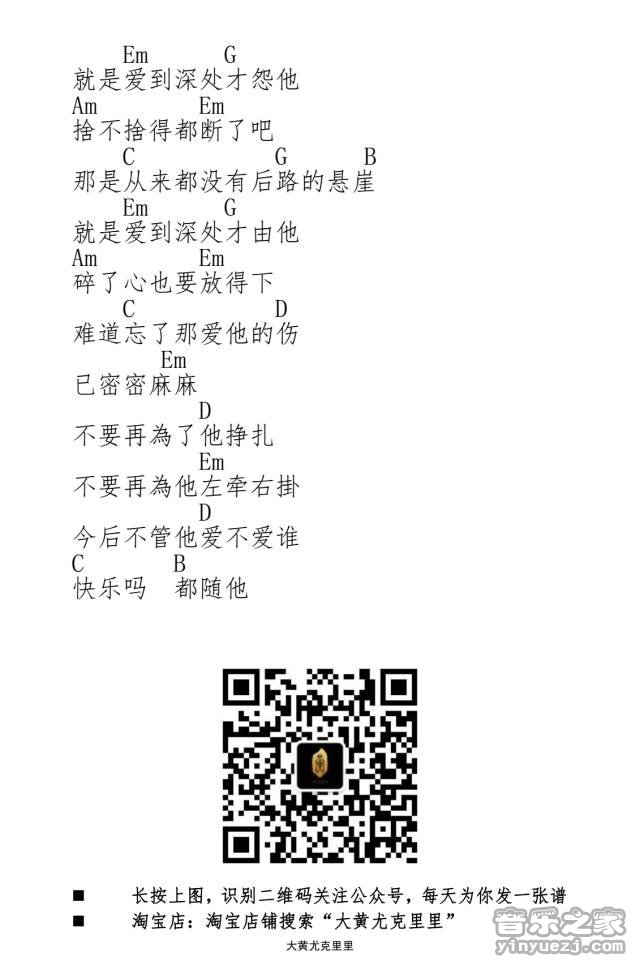 Em G
就是爱到深处才怨他
Am Em
捨不捨得都断了吧
C G B
那是从来都没有后路的悬崖
Em G
就是爱到深处才由他
Am Em
碎了心也要放得下
C D
难道忘了那爱他的伤
Em
已密密麻麻
D
不要再為了他挣扎
Em
不要再為他左牵右掛
D
今后不管他爱不爱谁
C B
快乐吗 都随他
■ 长按上图，识别二维码关注公众号，每天为你发一张谱
■ 淘宝店：淘宝店铺搜索“大黄尤克里里”
大黄尤克里里
音乐之家
yinyuezj.com